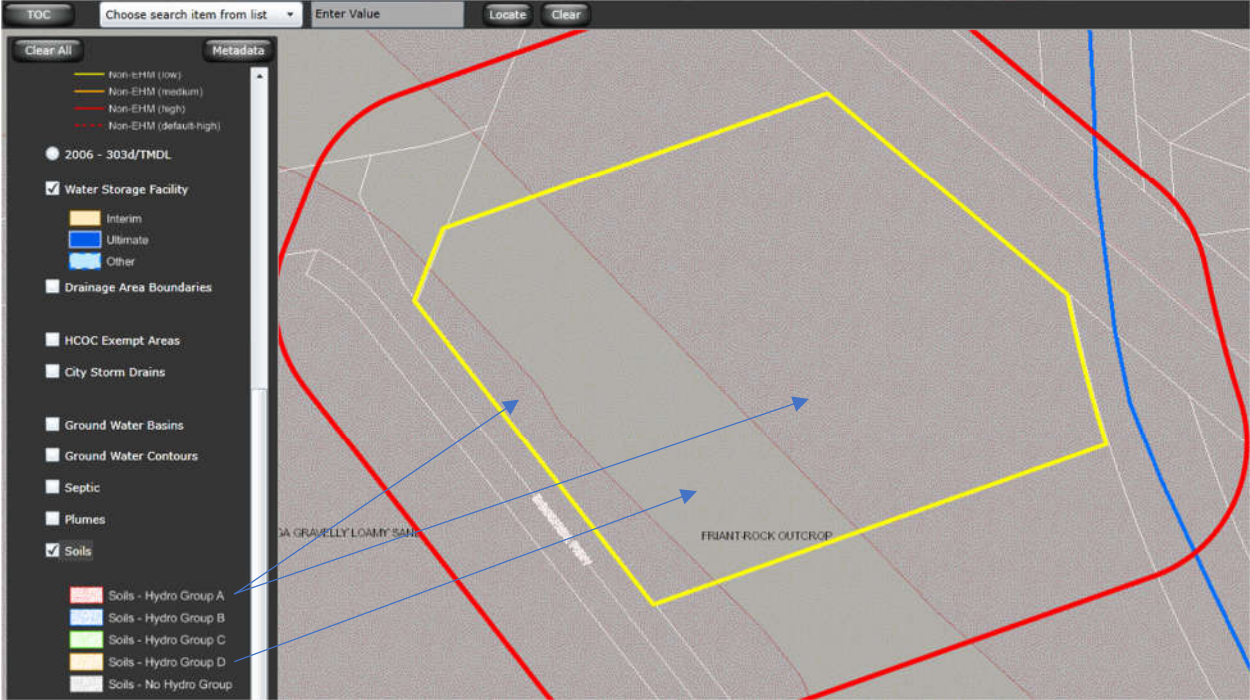 TOC
Choose search item from list
Enter Value
Locate
Clear
Clear All
Metadata
Non-EHM (low)
Non-EHM (medium)
Non-EHM (high)
Non-EHM (default-high)
2006 - 303d/TMDL
Water Storage Facility
Interim
Ultimate
Other
Drainage Area Boundaries
HCOC Exempt Areas
City Storm Drains
Ground Water Basins
Ground Water Contours
Septic
Plumes
Soils
Soils - Hydro Group A
Soils - Hydro Group B
Soils - Hydro Group C
Soils - Hydro Group D
Soils - No Hydro Group
GA GRAVELLY LOAMY SAND
FRIANT-ROCK OUTCROP